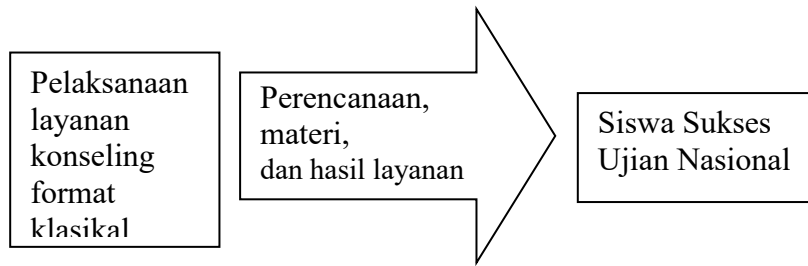 Pelaksanaan
layanan
konseling
format
klasikal
Perencanaan,
materi,
dan hasil layanan
Siswa Sukses
Ujian Nasional